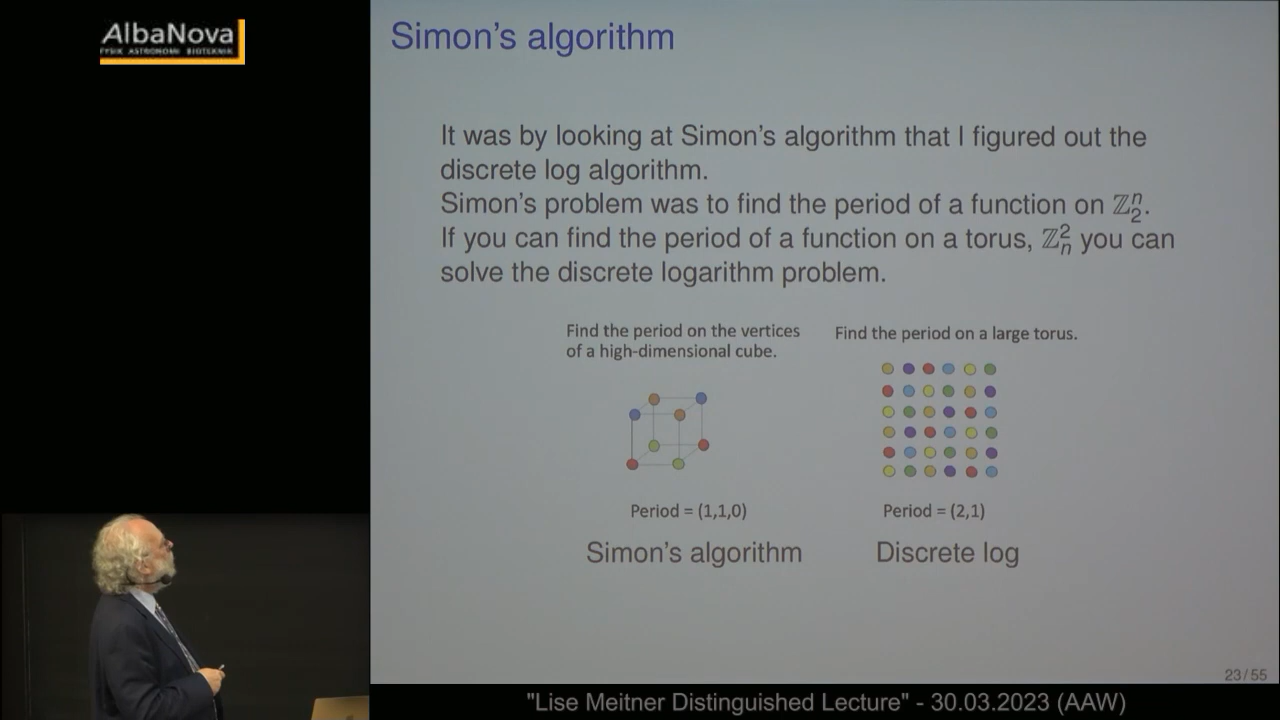 AlbaNova
FYSIK ASTRONOMI BIOTEKNIK
Simon's algorithm
It was by looking at Simon's algorithm that I figured out the
discrete log algorithm.
Simon's problem was to find the period of a function on ℤ₂ⁿ.
If you can find the period of a function on a torus, ℤₙ² you can
solve the discrete logarithm problem.
Find the period on the vertices
of a high-dimensional cube.
Find the period on a large torus.
Period = (1,1,0)
Period = (2,1)
Simon's algorithm
Discrete log
23/55
"Lise Meitner Distinguished Lecture" - 30.03.2023 (AAW)